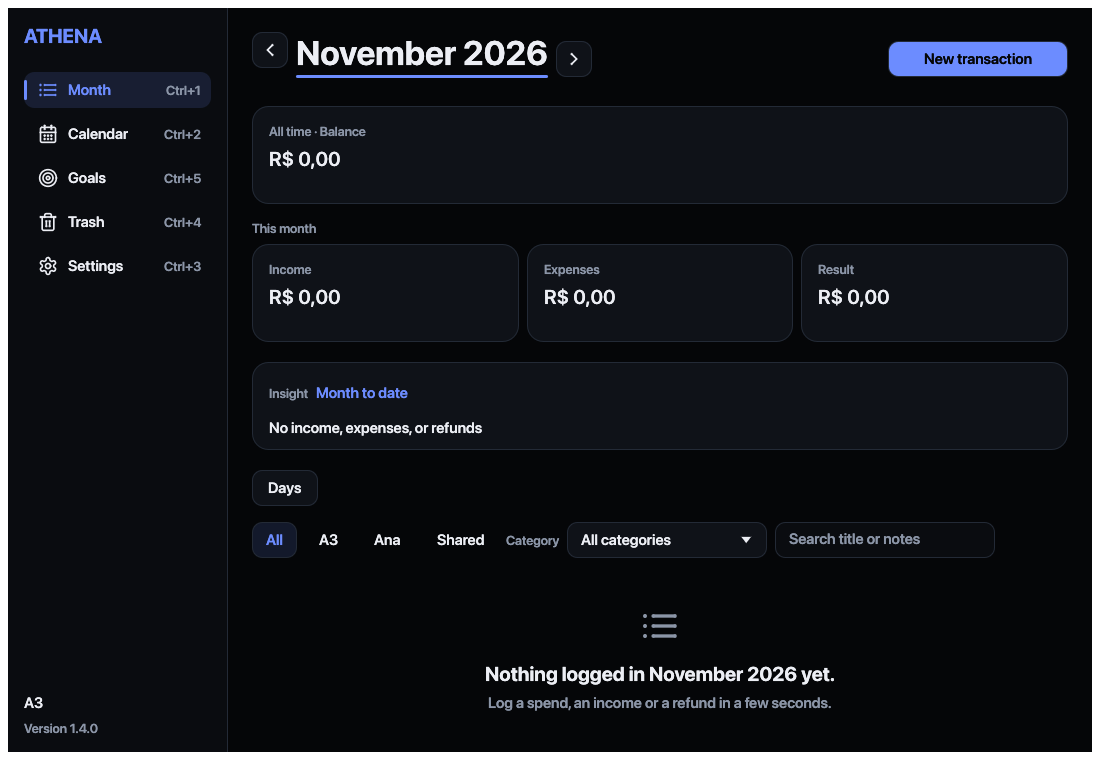 ATHENA
Month Ctrl+1
Calendar Ctrl+2
Goals Ctrl+5
Trash Ctrl+4
Settings Ctrl+3
A3
Version 1.4.0
November 2026
New transaction
All time · Balance
R$ 0,00
This month
Income
R$ 0,00
Expenses
R$ 0,00
Result
R$ 0,00
Insight Month to date
No income, expenses, or refunds
Days
All A3 Ana Shared Category All categories Search title or notes
Nothing logged in November 2026 yet.
Log a spend, an income or a refund in a few seconds.